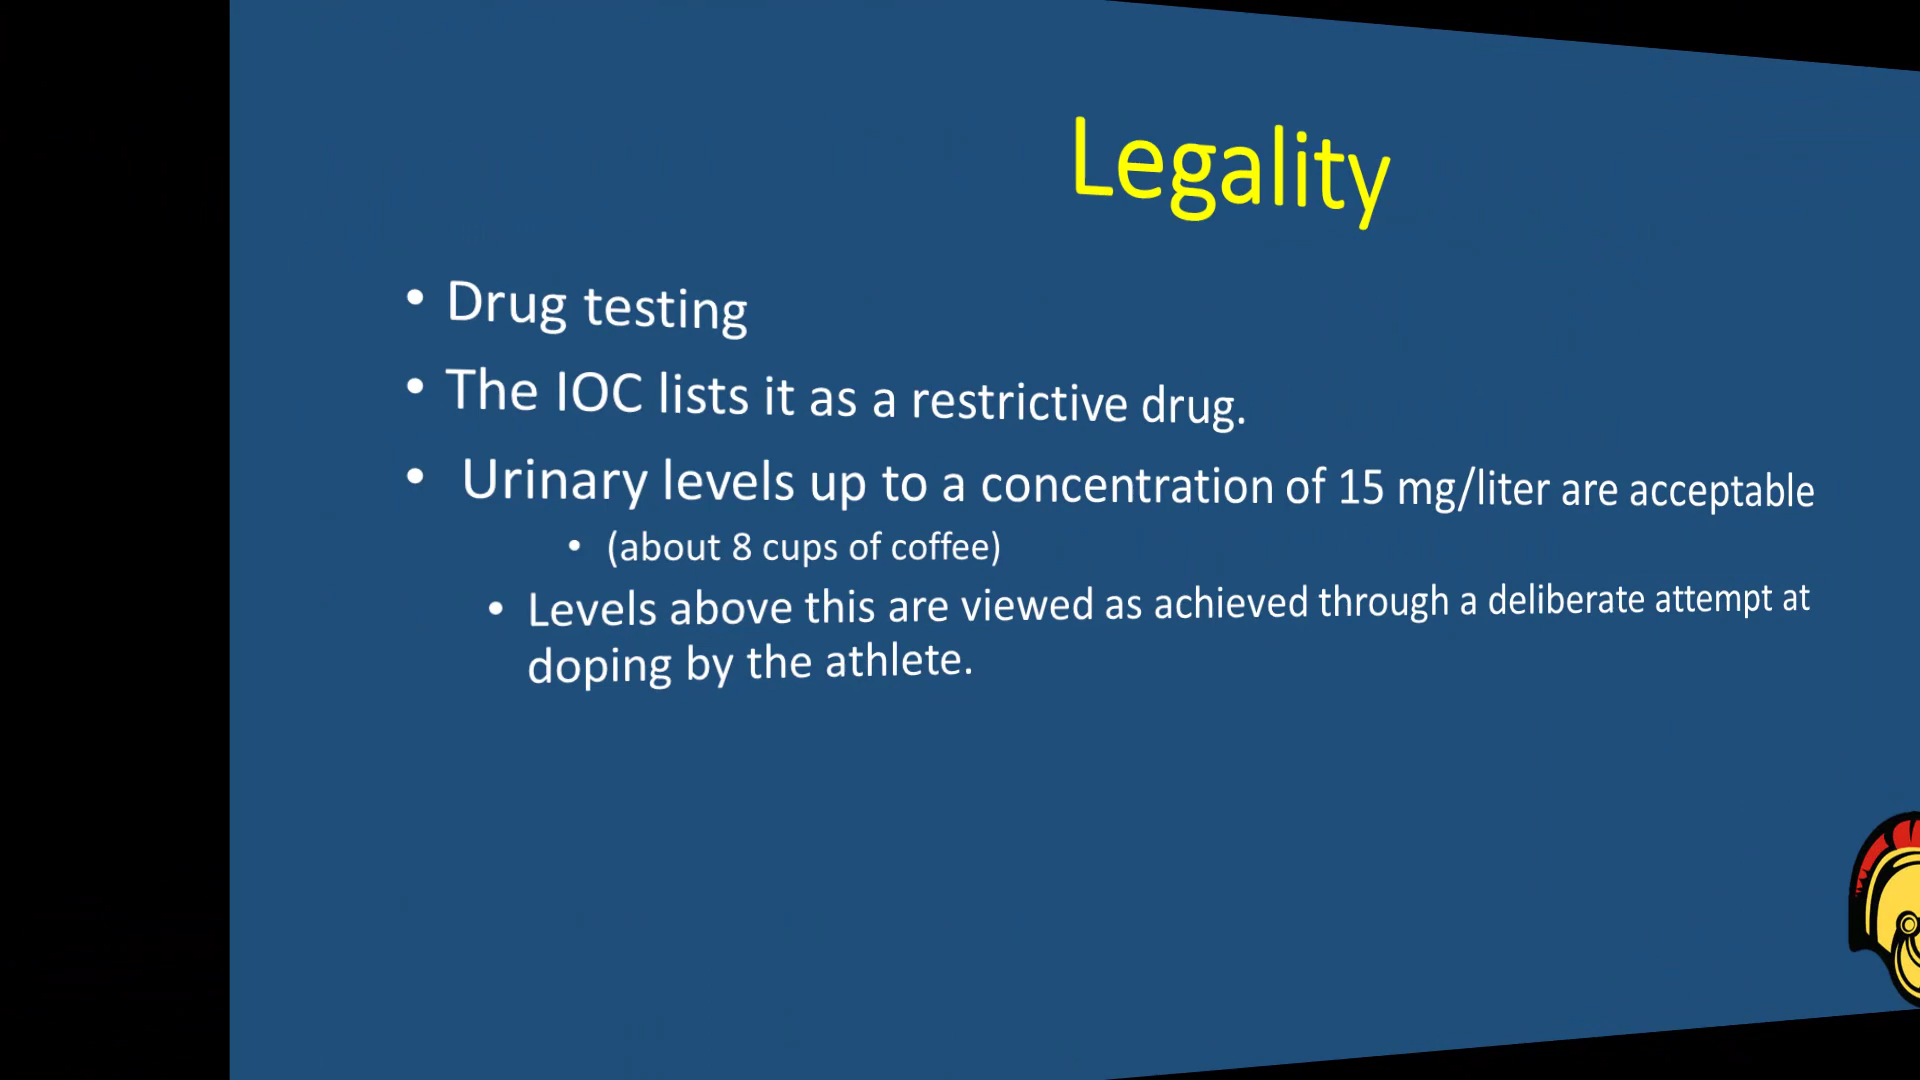 Legality
• Drug testing
• The IOC lists it as a restrictive drug.
• Urinary levels up to a concentration of 15 mg/liter are acceptable
• (about 8 cups of coffee)
• Levels above this are viewed as achieved through a deliberate attempt at
doping by the athlete.